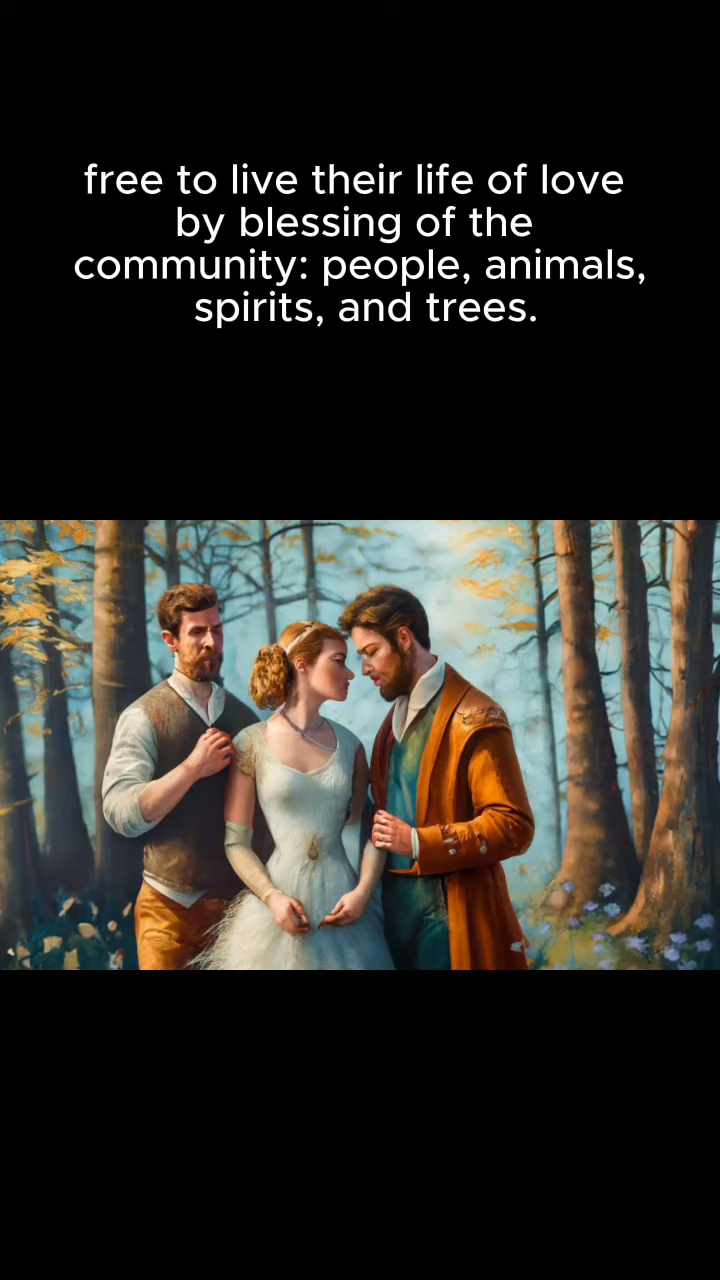 free to live their life of love
by blessing of the
community: people, animals,
spirits, and trees.